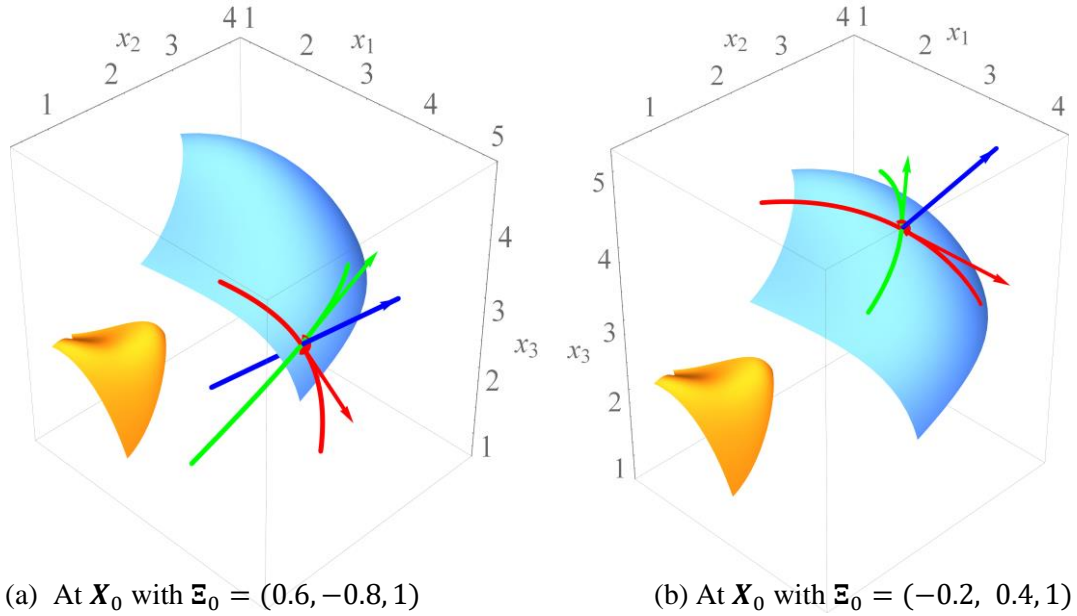 x₂ 3 4 1 2 x₁ 3 4 5
1 2
4
3
x₃
2
1
x₂ 3 4 1 2 x₁ 3 4
1 2
5
4
3
x₃
2
1
(a) At 𝑿₀ with 𝚵₀ = (0.6, −0.8, 1)
(b) At 𝑿₀ with 𝚵₀ = (−0.2, 0.4, 1)